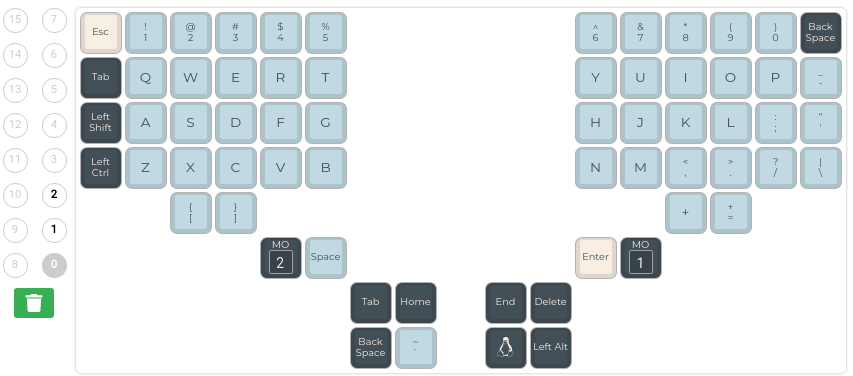 15 7
Esc ! 1 @ 2 # 3 $ 4 % 5 ^ 6 & 7 * 8 ( 9 ) 0 Back Space
14 6
Tab Q W E R T Y U I O P _ -
13 5
Left Shift A S D F G H J K L : ; " '
12 4
11 3
Left Ctrl Z X C V B N M < , > . ? / | \
10 2
{ [ } ] + + =
9 1
MO 2 Space Enter MO 1
8 0
Tab Home End Delete
Back Space ~ Left Alt